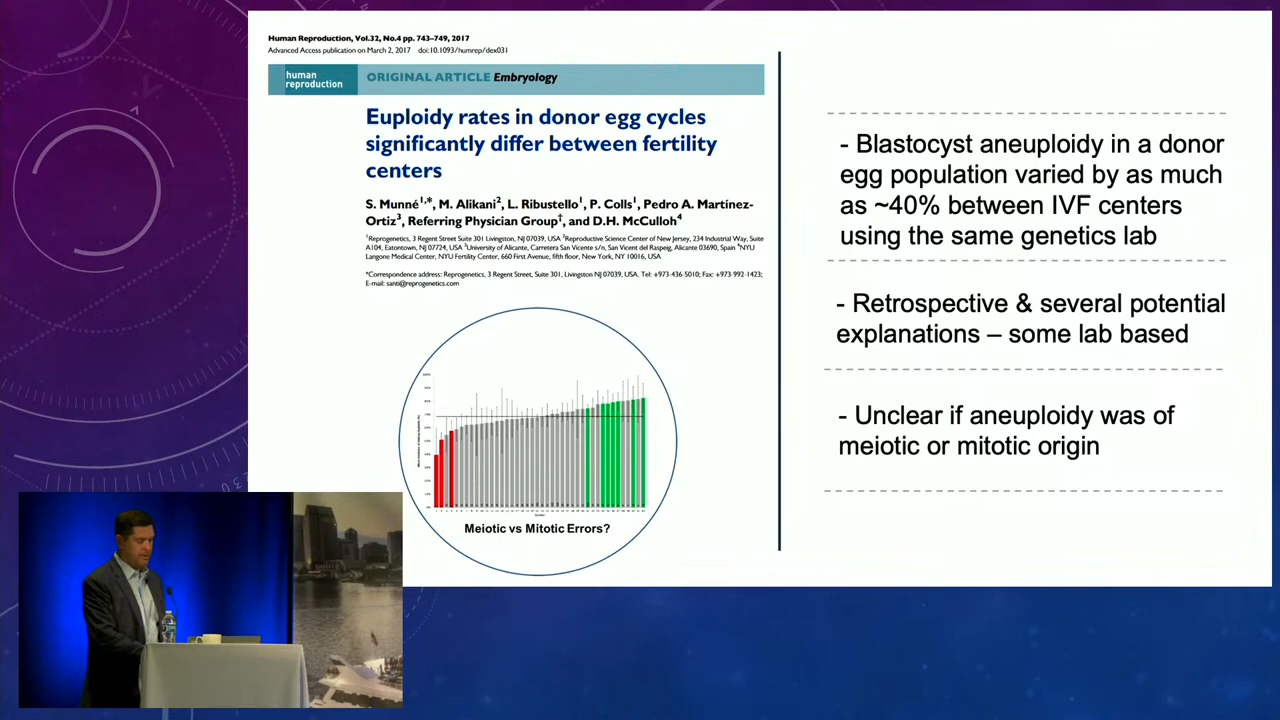 Human Reproduction, Vol.32, No.4 pp. 743–749, 2017
Advanced Access publication on March 2, 2017 doi:10.1093/humrep/dex031
human
reproduction
ORIGINAL ARTICLE Embryology
Euploidy rates in donor egg cycles
significantly differ between fertility
centers
S. Munné1,*, M. Alikani2, L. Ribustello1, P. Colls1, Pedro A. Martínez-
Ortiz3, Referring Physician Group†, and D.H. McCulloh4
1Reprogenetics, 3 Regent Street Suite 301 Livingston, NJ 07039, USA 2Reproductive Science Center of New Jersey, 234 Industrial Way, Suite
A104, Eatontown, NJ 07724, USA 3University of Alicante, Carretera San Vicente s/n, San Vicent del Raspeig, Alicante 03690, Spain 4NYU
Langone Medical Center, NYU Fertility Center, 660 First Avenue, fifth floor, New York, NY 10016, USA
*Correspondence address: Reprogenetics, 3 Regent Street, Suite 301, Livingston NJ 07039, USA. Tel: +973-436-5010; Fax: +973-992-1423;
E-mail: santi@reprogenetics.com
Meiotic vs Mitotic Errors?
- Blastocyst aneuploidy in a donor
egg population varied by as much
as ~40% between IVF centers
using the same genetics lab
- Retrospective & several potential
explanations – some lab based
- Unclear if aneuploidy was of
meiotic or mitotic origin